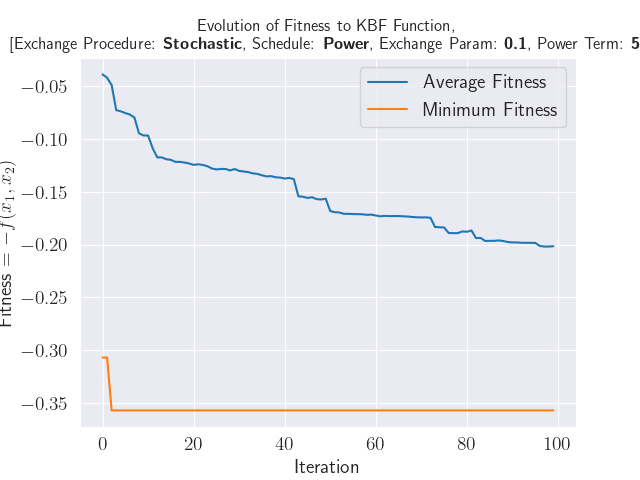 Evolution of Fitness to KBF Function,
[Exchange Procedure: Stochastic, Schedule: Power, Exchange Param: 0.1, Power Term: 5
Average Fitness
Minimum Fitness
Fitness = −f(x₁, x₂)
−0.05
−0.10
−0.15
−0.20
−0.25
−0.30
−0.35
0 20 40 60 80 100
Iteration